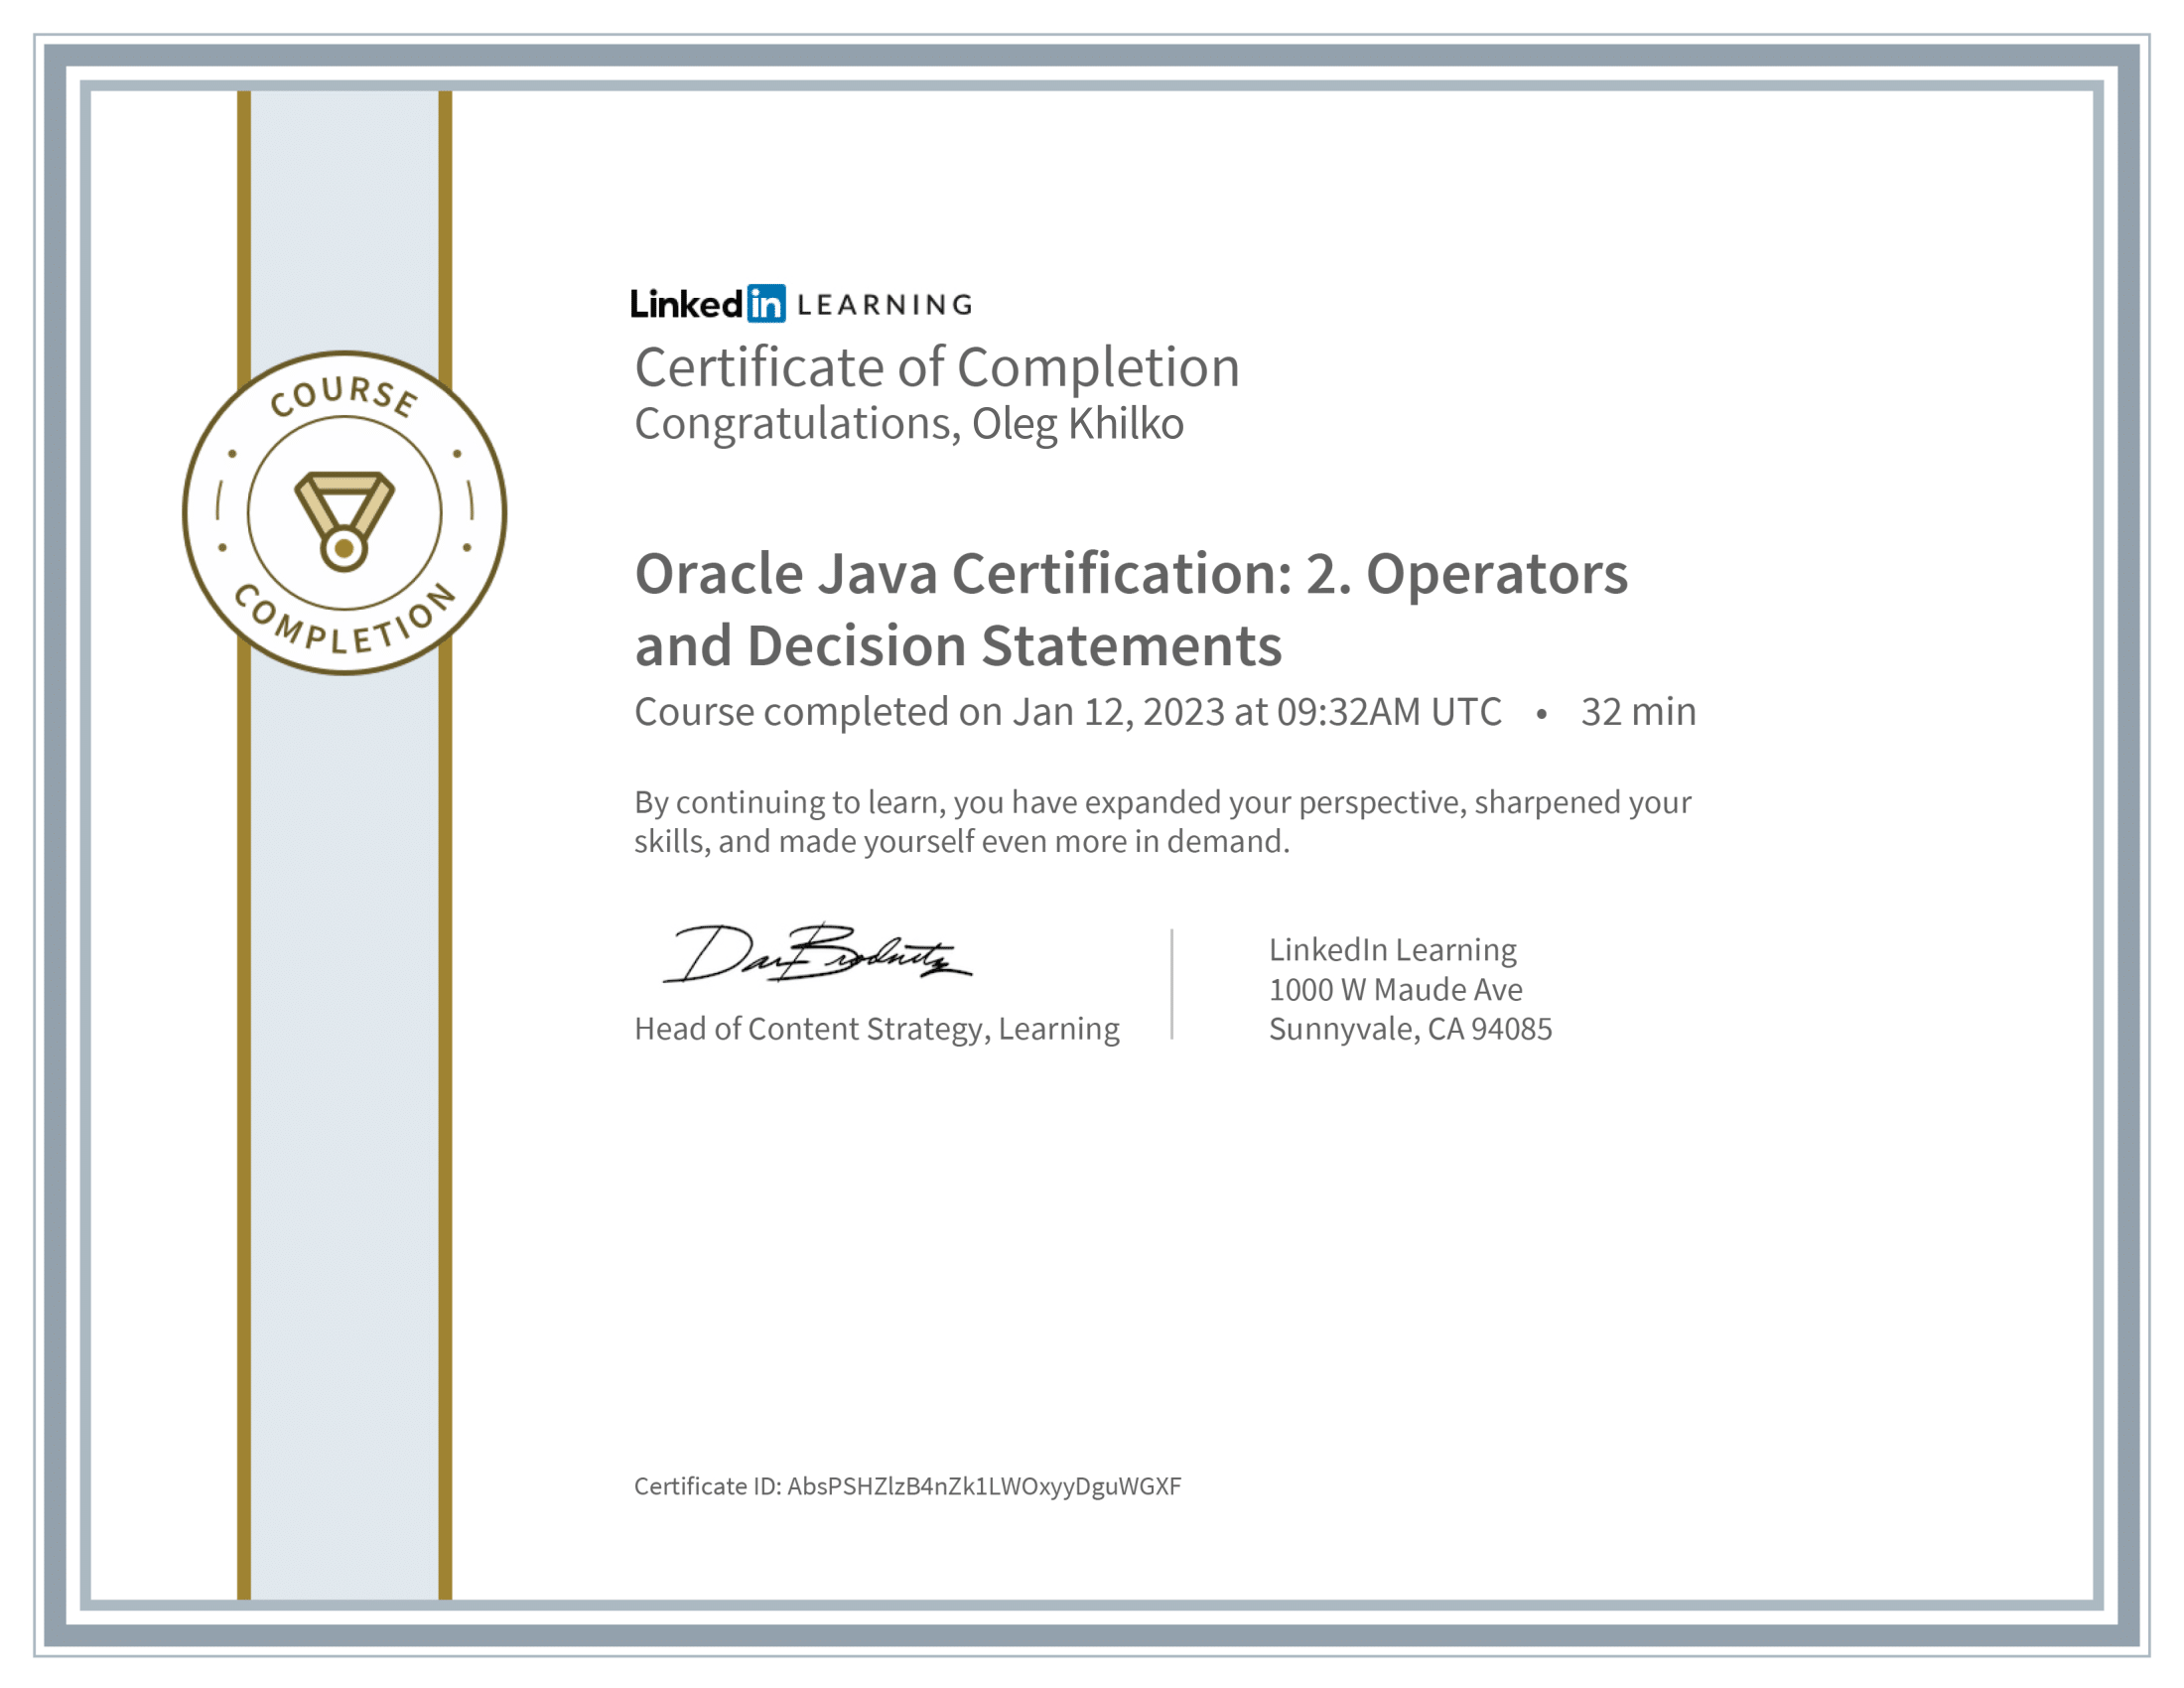 LinkedIn LEARNING
Certificate of Completion
Congratulations, Oleg Khilko
COURSE
COMPLETION
Oracle Java Certification: 2. Operators
and Decision Statements
Course completed on Jan 12, 2023 at 09:32AM UTC • 32 min
By continuing to learn, you have expanded your perspective, sharpened your
skills, and made yourself even more in demand.
Dan Brodnitz
Head of Content Strategy, Learning
LinkedIn Learning
1000 W Maude Ave
Sunnyvale, CA 94085
Certificate ID: AbsPSHZlzB4nZk1LWOxyyDguWGXF